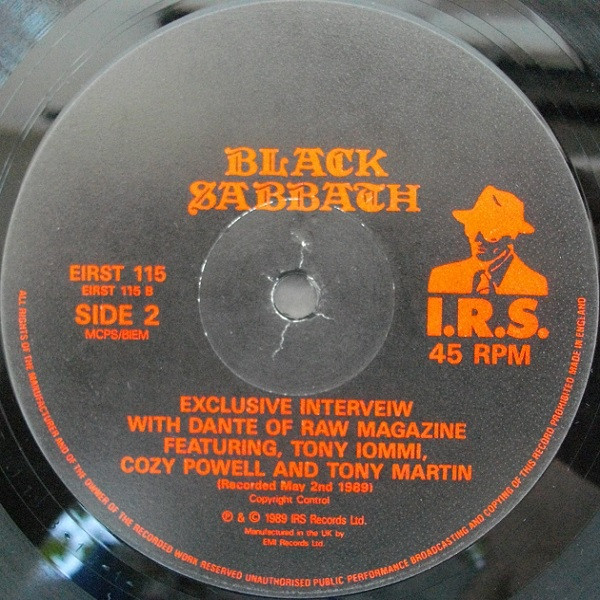 BLACK
SABBATH
EIRST 115
EIRST 115 B
SIDE 2
MCPS/BIEM
I.R.S.
45 RPM
EXCLUSIVE INTERVEIW
WITH DANTE OF RAW MAGAZINE
FEATURING, TONY IOMMI,
COZY POWELL AND TONY MARTIN
(Recorded May 2nd 1989)
Copyright Control
℗ & © 1989 IRS Records Ltd.
Manufactured in the UK by
EMI Records Ltd.
ALL RIGHTS OF THE MANUFACTURER AND OF THE OWNER OF THE RECORDED WORK RESERVED UNAUTHORISED PUBLIC PERFORMANCE BROADCASTING AND COPYING OF THIS RECORD PROHIBITED MADE IN ENGLAND